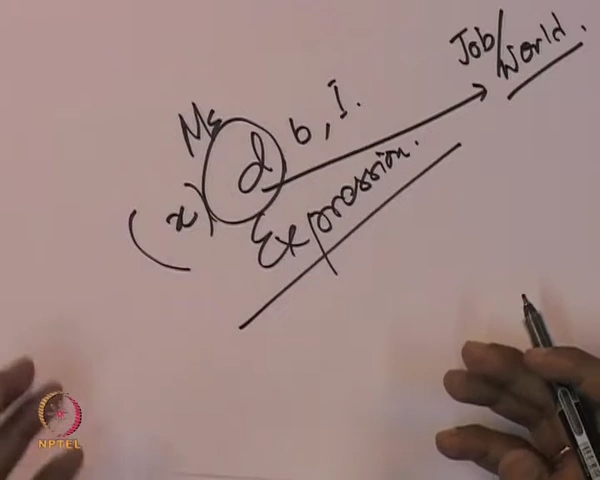 Job/World.
Me
d
b, I.
(x)
Expression.
NPTEL